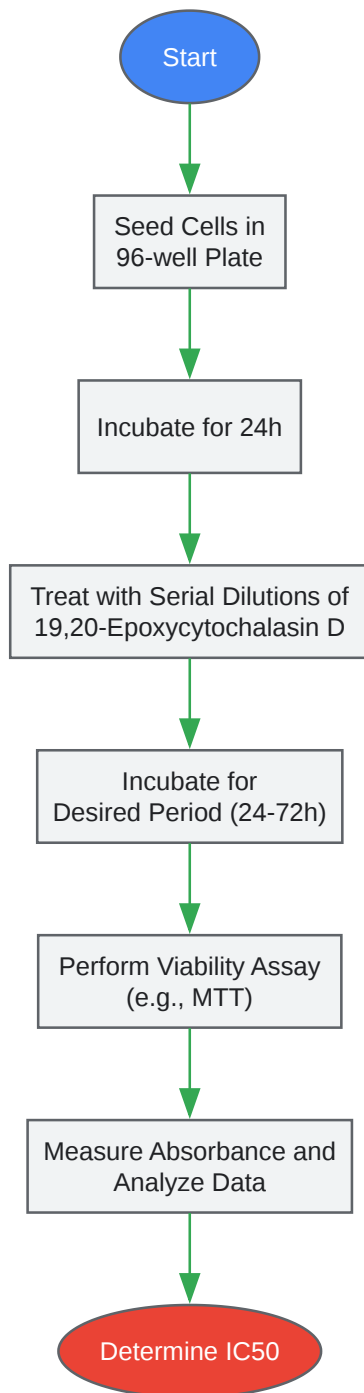 Start
Seed Cells in
96-well Plate
Incubate for 24h
Treat with Serial Dilutions of
19,20-Epoxycytochalasin D
Incubate for
Desired Period (24-72h)
Perform Viability Assay
(e.g., MTT)
Measure Absorbance and
Analyze Data
Determine IC50